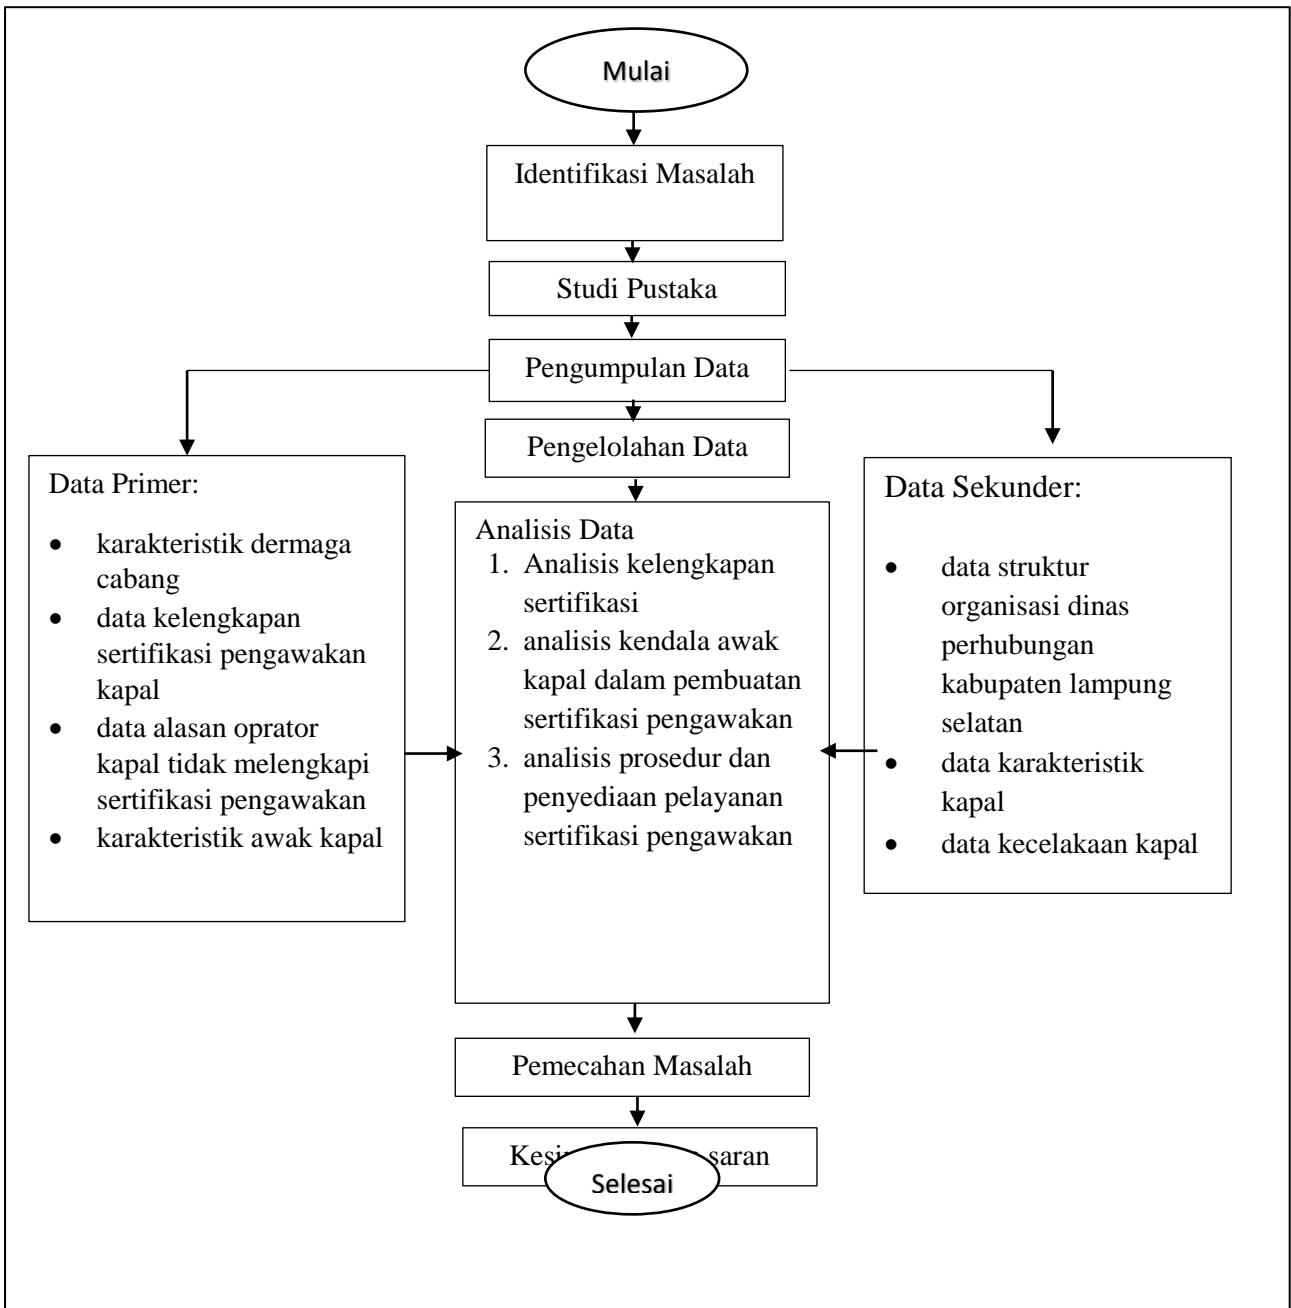 Mulai
Identifikasi Masalah
Studi Pustaka
Pengumpulan Data
Pengelolahan Data
Data Primer:
• karakteristik dermaga
cabang
• data kelengkapan
sertifikasi pengawakan
kapal
• data alasan oprator
kapal tidak melengkapi
sertifikasi pengawakan
• karakteristik awak kapal
Analisis Data
1. Analisis kelengkapan
sertifikasi
2. analisis kendala awak
kapal dalam pembuatan
sertifikasi pengawakan
3. analisis prosedur dan
penyediaan pelayanan
sertifikasi pengawakan
Data Sekunder:
• data struktur
organisasi dinas
perhubungan
kabupaten lampung
selatan
• data karakteristik
kapal
• data kecelakaan kapal
Pemecahan Masalah
saran
Selesai